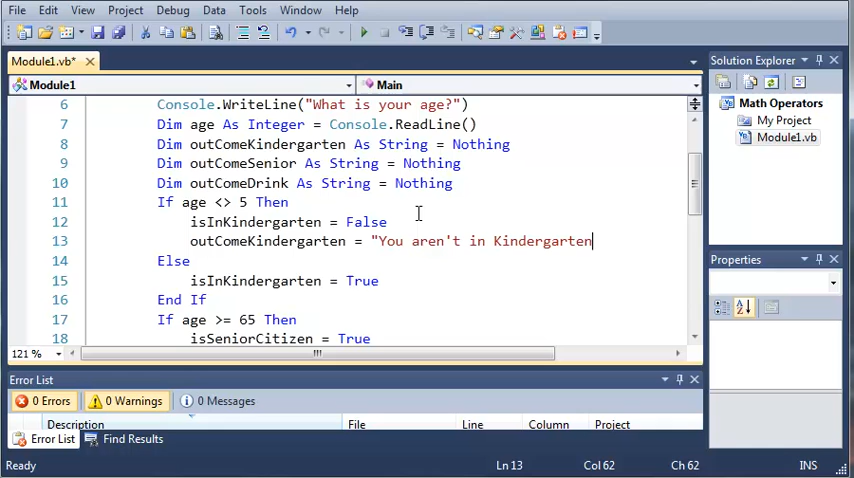 File Edit View Project Debug Data Tools Window Help
Module1.vb*
Module1 Main
6 Console.WriteLine("What is your age?")
7 Dim age As Integer = Console.ReadLine()
8 Dim outComeKindergarten As String = Nothing
9 Dim outComeSenior As String = Nothing
10 Dim outComeDrink As String = Nothing
11 If age <> 5 Then
12 isInKindergarten = False
13 outComeKindergarten = "You aren't in Kindergarten
14 Else
15 isInKindergarten = True
16 End If
17 If age >= 65 Then
18 isSeniorCitizen = True
121 %
Solution Explorer
Math Operators
My Project
Module1.vb
Properties
Error List
0 Errors 0 Warnings 0 Messages
Description File Line Column Project
Error List Find Results
Ready Ln 13 Col 62 Ch 62 INS